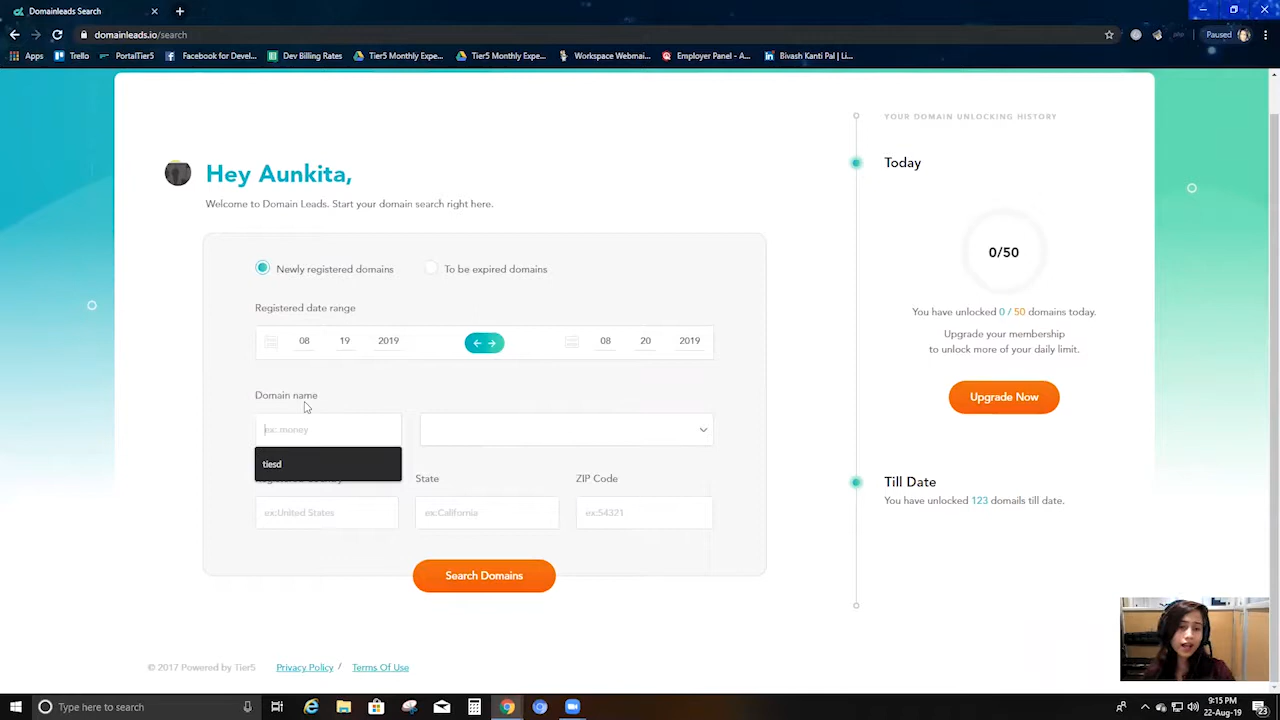 Domainleads Search
domainleads.io/search
Paused
Apps
Trello
PortalTier5
Facebook for Devel...
Dev Billing Rates
Tier5 Monthly Expe...
Tier5 Monthly Expe...
Workspace Webmai...
Employer Panel - A...
Bivash Kanti Pal | Li...
Hey Aunkita,
Welcome to Domain Leads. Start your domain search right here.
Newly registered domains
To be expired domains
Registered date range
08 19 2019
08 20 2019
Domain name
ex: money
tiesd
State
ZIP Code
ex:United States
ex:California
ex:54321
Search Domains
YOUR DOMAIN UNLOCKING HISTORY
Today
0/50
You have unlocked 0 / 50 domains today.
Upgrade your membership
to unlock more of your daily limit.
Upgrade Now
Till Date
You have unlocked 123 domails till date.
© 2017 Powered by Tier5
Privacy Policy /
Terms Of Use
Type here to search
9:15 PM
22-Aug-19